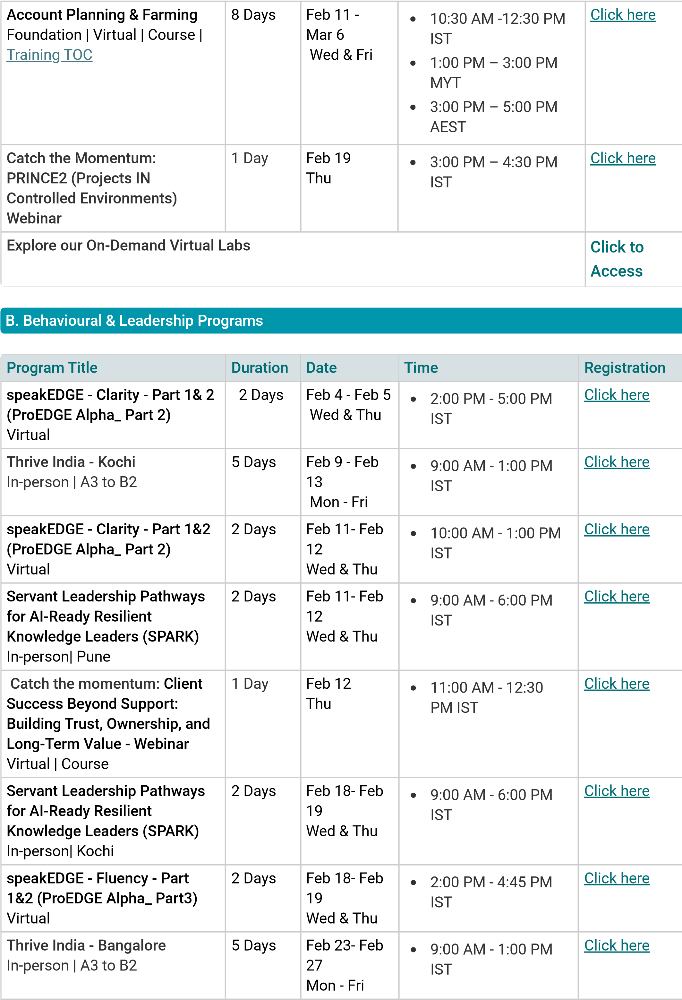 Account Planning & Farming
Foundation | Virtual | Course |
Training TOC
8 Days
Feb 11 -
Mar 6
Wed & Fri
• 10:30 AM -12:30 PM
IST
• 1:00 PM – 3:00 PM
MYT
• 3:00 PM – 5:00 PM
AEST
Click here
Catch the Momentum:
PRINCE2 (Projects IN
Controlled Environments)
Webinar
1 Day
Feb 19
Thu
• 3:00 PM – 4:30 PM
IST
Click here
Explore our On-Demand Virtual Labs
Click to
Access
B. Behavioural & Leadership Programs
Program Title
Duration
Date
Time
Registration
speakEDGE - Clarity - Part 1& 2
(ProEDGE Alpha_ Part 2)
Virtual
2 Days
Feb 4 - Feb 5
Wed & Thu
• 2:00 PM - 5:00 PM
IST
Click here
Thrive India - Kochi
In-person | A3 to B2
5 Days
Feb 9 - Feb
13
Mon - Fri
• 9:00 AM - 1:00 PM
IST
Click here
speakEDGE - Clarity - Part 1&2
(ProEDGE Alpha_ Part 2)
Virtual
2 Days
Feb 11- Feb
12
Wed & Thu
• 10:00 AM - 1:00 PM
IST
Click here
Servant Leadership Pathways
for AI-Ready Resilient
Knowledge Leaders (SPARK)
In-person| Pune
2 Days
Feb 11- Feb
12
Wed & Thu
• 9:00 AM - 6:00 PM
IST
Click here
Catch the momentum: Client
Success Beyond Support:
Building Trust, Ownership, and
Long-Term Value - Webinar
Virtual | Course
1 Day
Feb 12
Thu
• 11:00 AM - 12:30
PM IST
Click here
Servant Leadership Pathways
for AI-Ready Resilient
Knowledge Leaders (SPARK)
In-person| Kochi
2 Days
Feb 18- Feb
19
Wed & Thu
• 9:00 AM - 6:00 PM
IST
Click here
speakEDGE - Fluency - Part
1&2 (ProEDGE Alpha_ Part3)
Virtual
2 Days
Feb 18- Feb
19
Wed & Thu
• 2:00 PM - 4:45 PM
IST
Click here
Thrive India - Bangalore
In-person | A3 to B2
5 Days
Feb 23- Feb
27
Mon - Fri
• 9:00 AM - 1:00 PM
IST
Click here